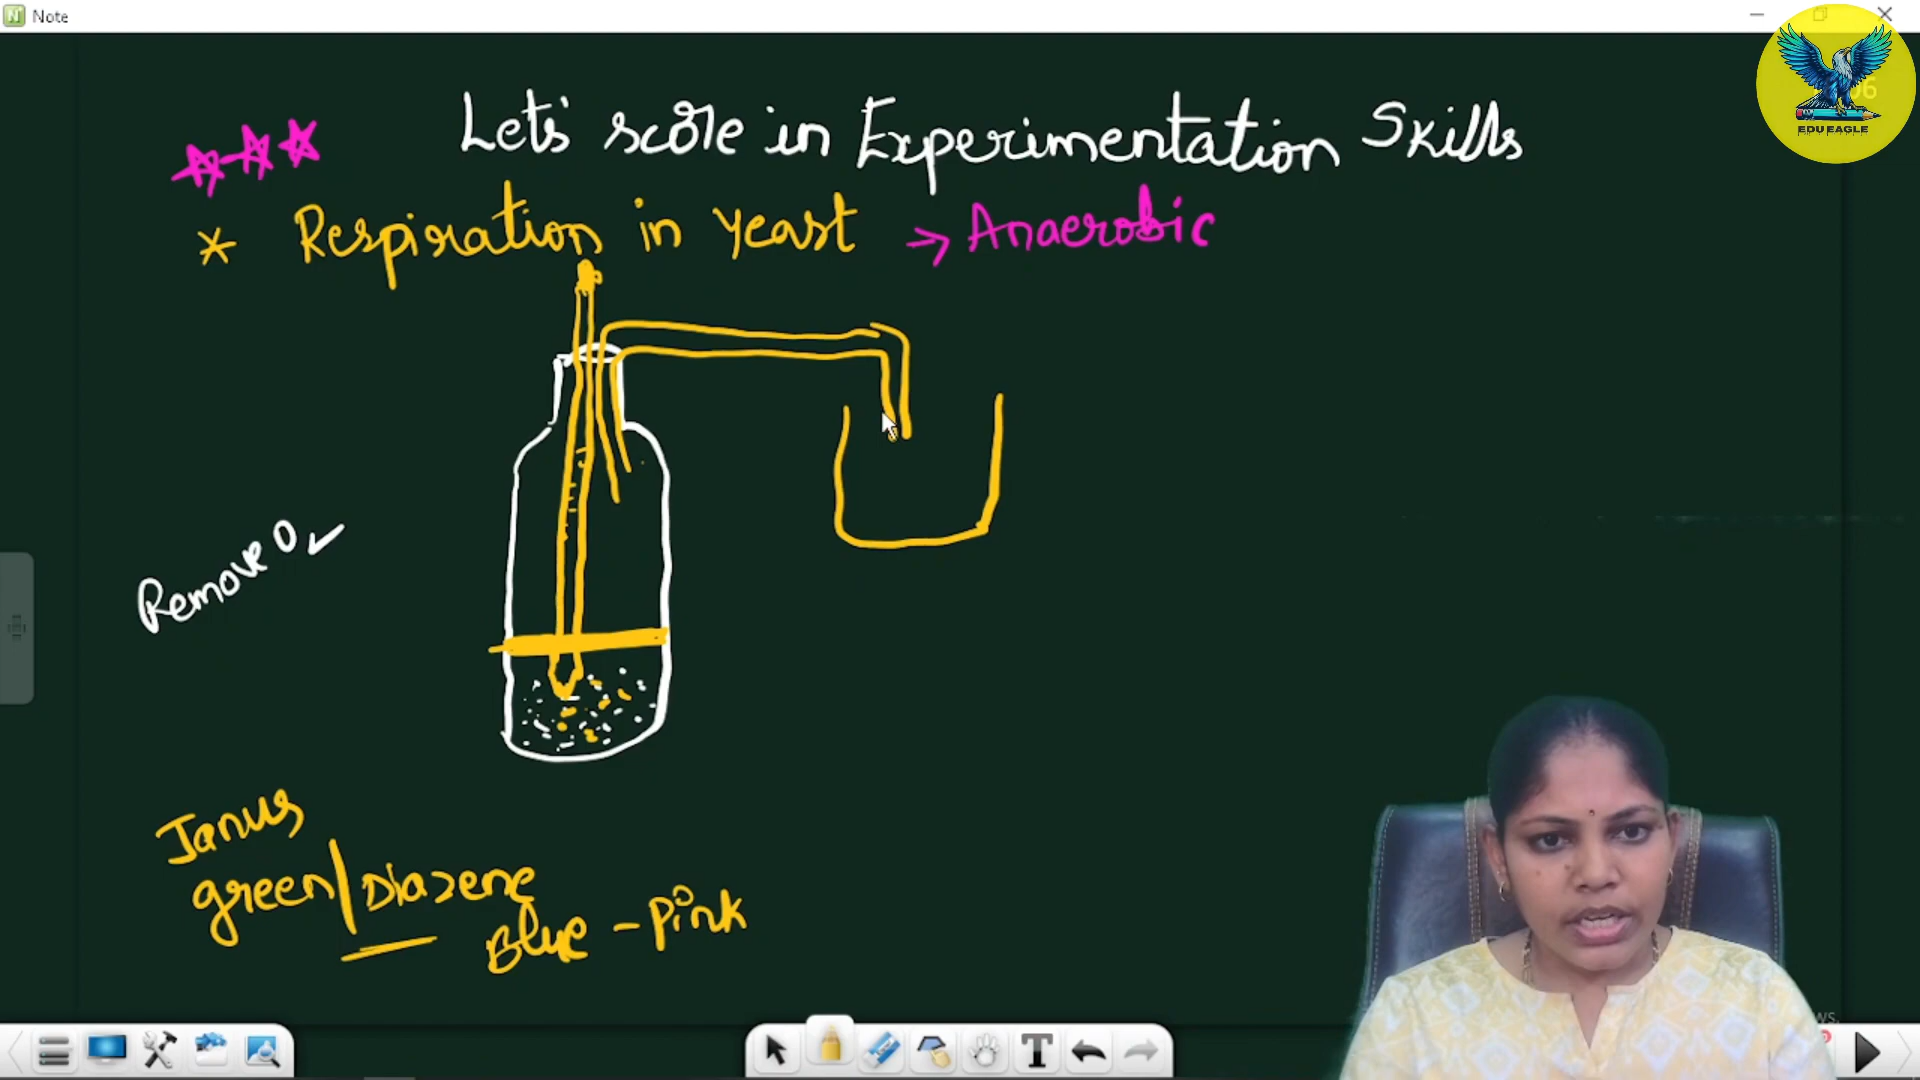 Note
EDU EAGLE
Let's score in Experimentation Skills
* Respiration in yeast → Anaerobic
Remove O ✓
Janus
green/Diazene
Blue - pink
T